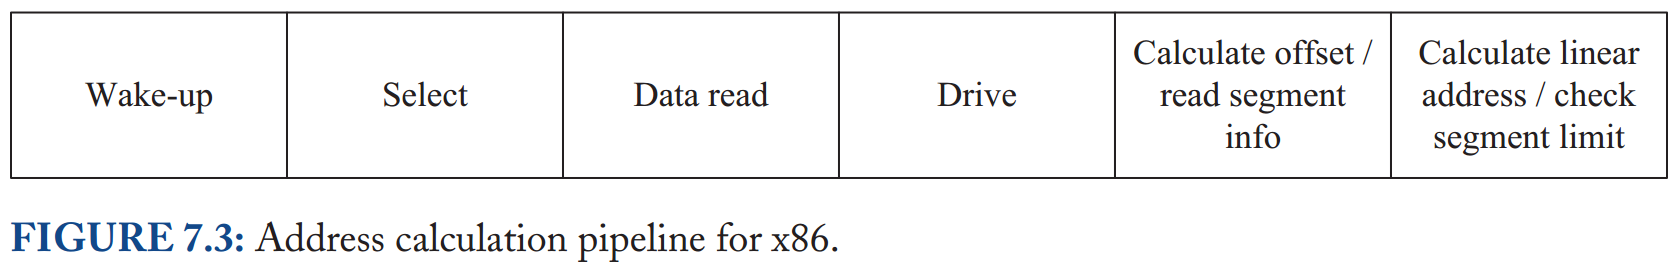 Wake-up
Select
Data read
Drive
Calculate offset /
read segment
info
Calculate linear
address / check
segment limit
FIGURE 7.3: Address calculation pipeline for x86.